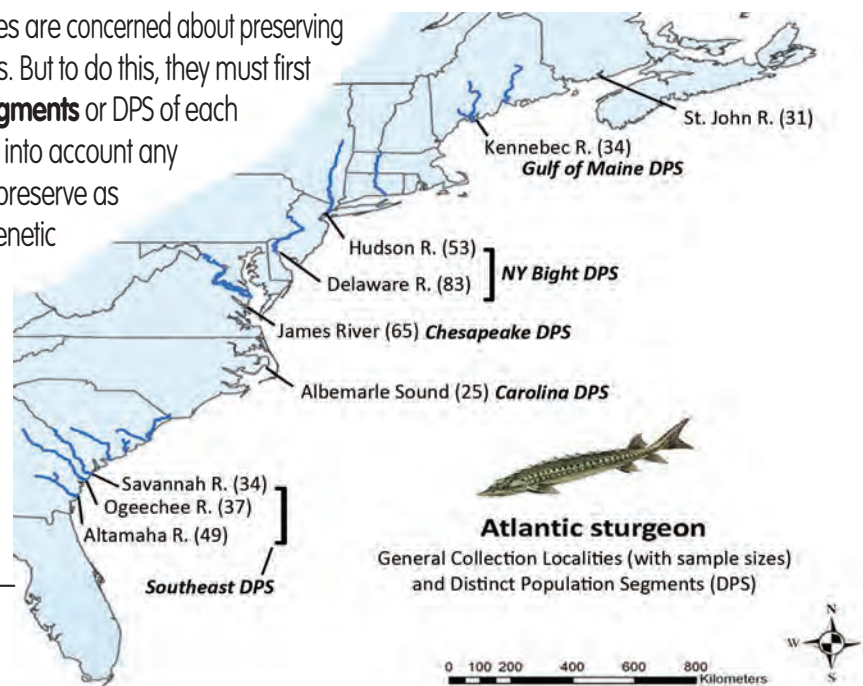 es are concerned about preserving
s. But to do this, they must first
gments or DPS of each
into account any
preserve as
enetic
St. John R. (31)
Kennebec R. (34)
Gulf of Maine DPS
Hudson R. (53)
Delaware R. (83)
NY Bight DPS
James River (65) Chesapeake DPS
Albemarle Sound (25) Carolina DPS
Savannah R. (34)
Ogeechee R. (37)
Altamaha R. (49)
Southeast DPS
Atlantic sturgeon
General Collection Localities (with sample sizes)
and Distinct Population Segments (DPS)
N
W E
S
0 100 200 400 600 800
Kilometers